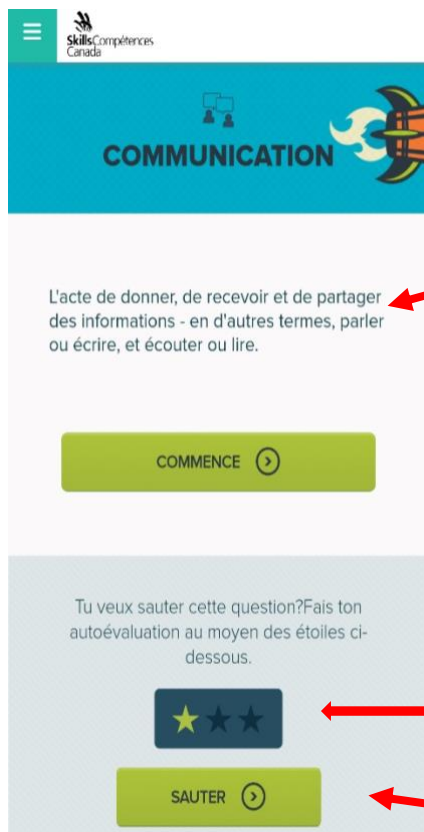 SkillsCompétences
Canada
COMMUNICATION
L'acte de donner, de recevoir et de partager
des informations - en d'autres termes, parler
ou écrire, et écouter ou lire.
COMMENCE
Tu veux sauter cette question?Fais ton
autoévaluation au moyen des étoiles ci-
dessous.
SAUTER